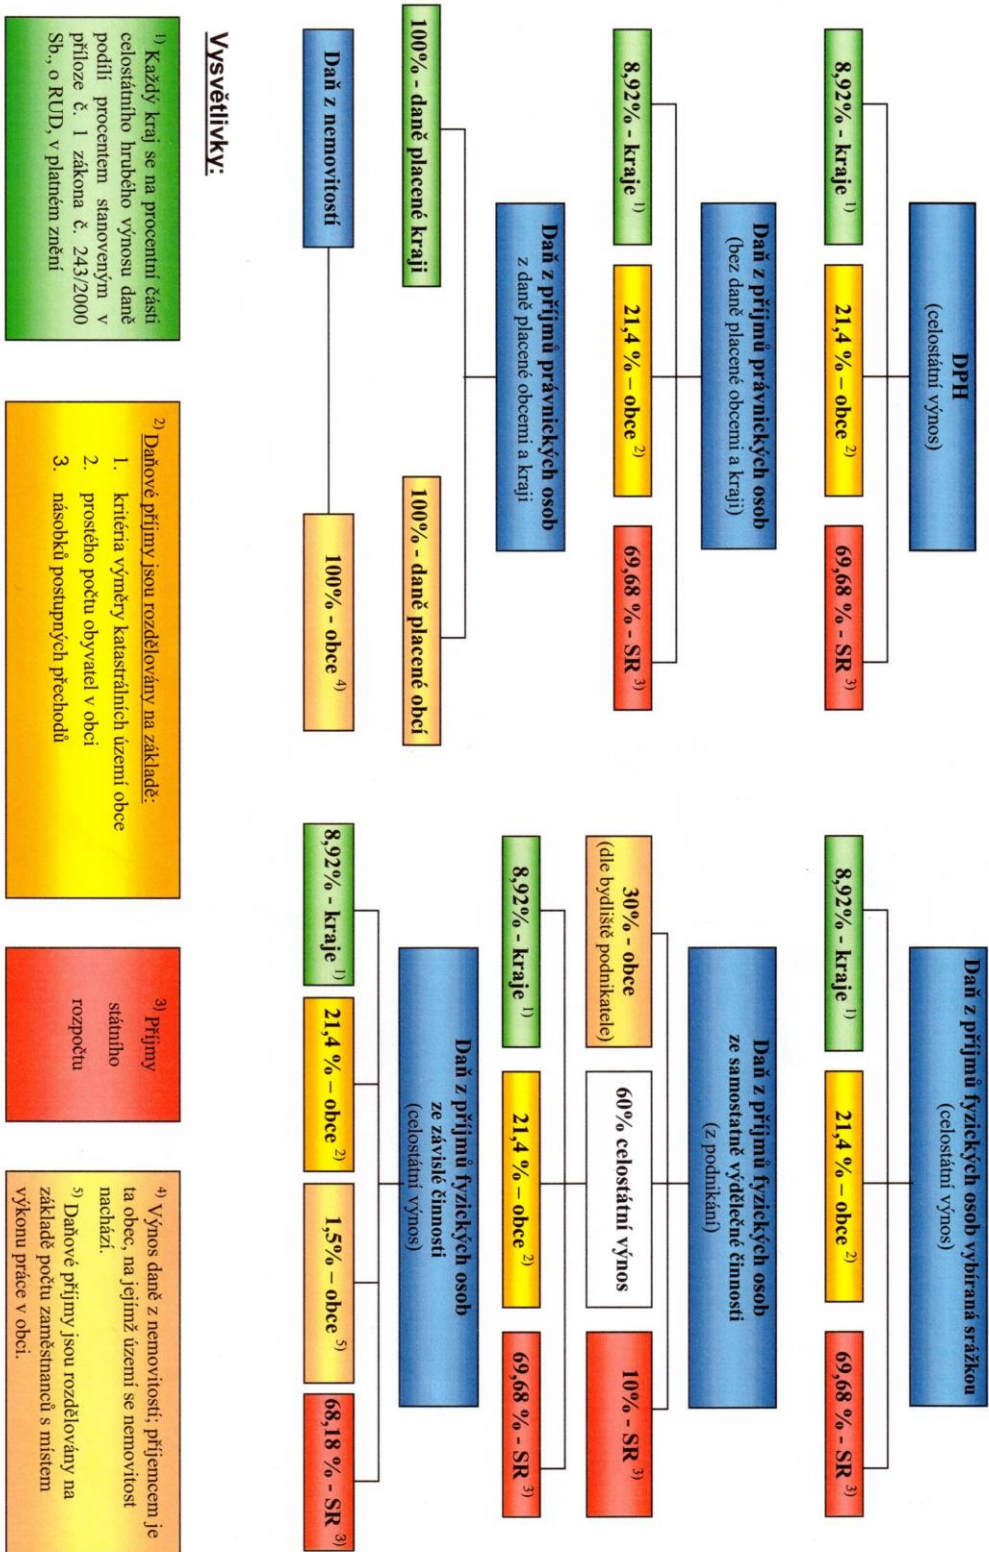 DPH
(celostátní výnos)
8,92% - kraje ¹⁾
21,4 % – obce ²⁾
69,68 % - SR ³⁾
Daň z příjmů právnických osob
(bez daně placené obcemi a kraji)
8,92% - kraje ¹⁾
21,4 % – obce ²⁾
69,68 % - SR ³⁾
Daň z příjmů právnických osob
z daně placené obcemi a kraji
100% - daně placené kraji
100% - daně placené obcí
Daň z nemovitostí
100% - obce ⁴⁾
Daň z příjmů fyzických osob vybíraná srážkou
(celostátní výnos)
8,92% - kraje ¹⁾
21,4 % – obce ²⁾
69,68 % - SR ³⁾
Daň z příjmů fyzických osob
ze samostatně výdělečné činnosti
(z podnikání)
30% - obce
(dle bydliště podnikatele)
60% celostátní výnos
10% - SR ³⁾
8,92% - kraje ¹⁾
21,4 % – obce ²⁾
69,68 % - SR ³⁾
Daň z příjmů fyzických osob
ze závislé činnosti
(celostátní výnos)
8,92% - kraje ¹⁾
21,4 % – obce ²⁾
1,5% – obce ⁵⁾
68,18 % - SR ³⁾
Vysvětlivky:
¹⁾ Každý kraj se na procentní části
celostátního hrubého výnosu daně
podílí procentem stanoveným v
příloze č. 1 zákona č. 243/2000
Sb., o RUD, v platném znění
²⁾ Daňové příjmy jsou rozdělovány na základě:
1. kritéria výměry katastrálních území obce
2. prostého počtu obyvatel v obci
3. násobků postupných přechodů
³⁾ Příjmy
státního
rozpočtu
⁴⁾ Výnos daně z nemovitostí; příjemcem je
ta obec, na jejímž území se nemovitost
nachází.
⁵⁾ Daňové příjmy jsou rozdělovány na
základě počtu zaměstnanců s místem
výkonu práce v obci.